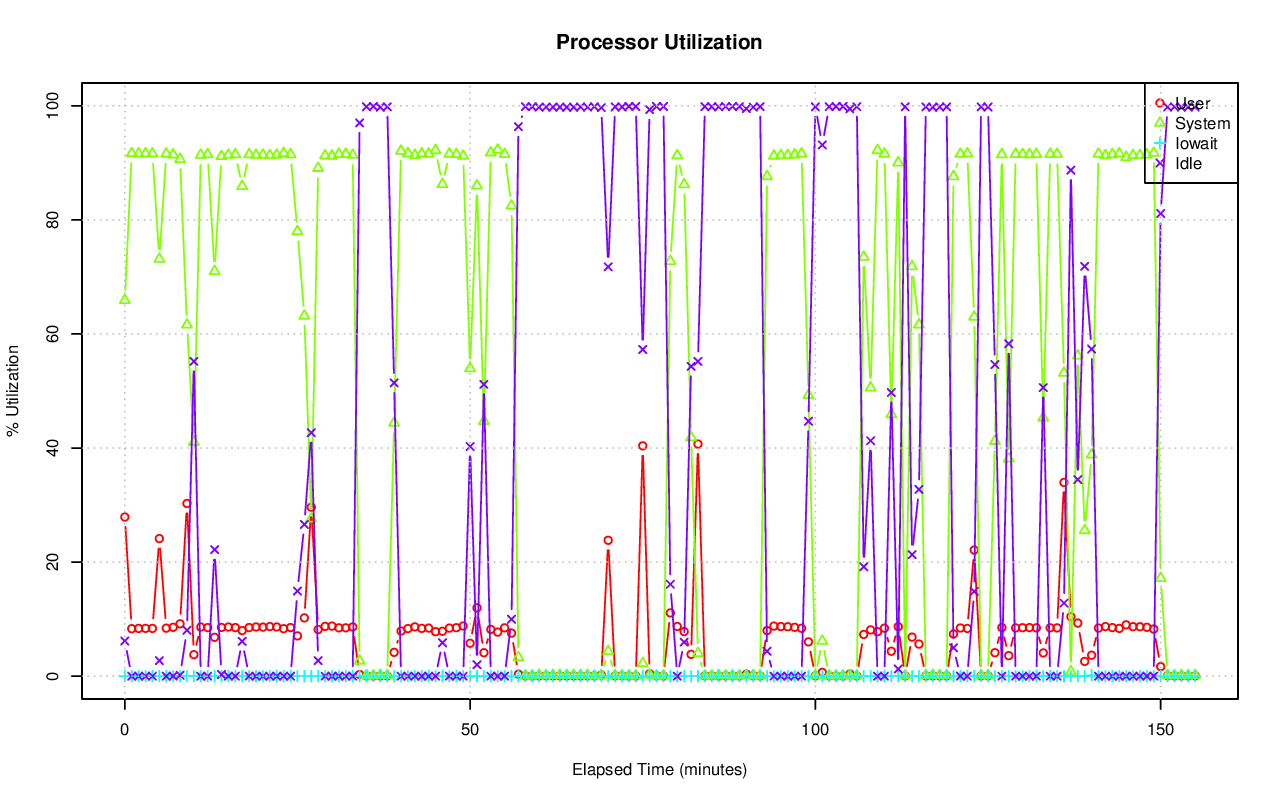 Processor Utilization
% Utilization
100
80
60
40
20
0
User
System
Iowait
Idle
0 50 100 150
Elapsed Time (minutes)